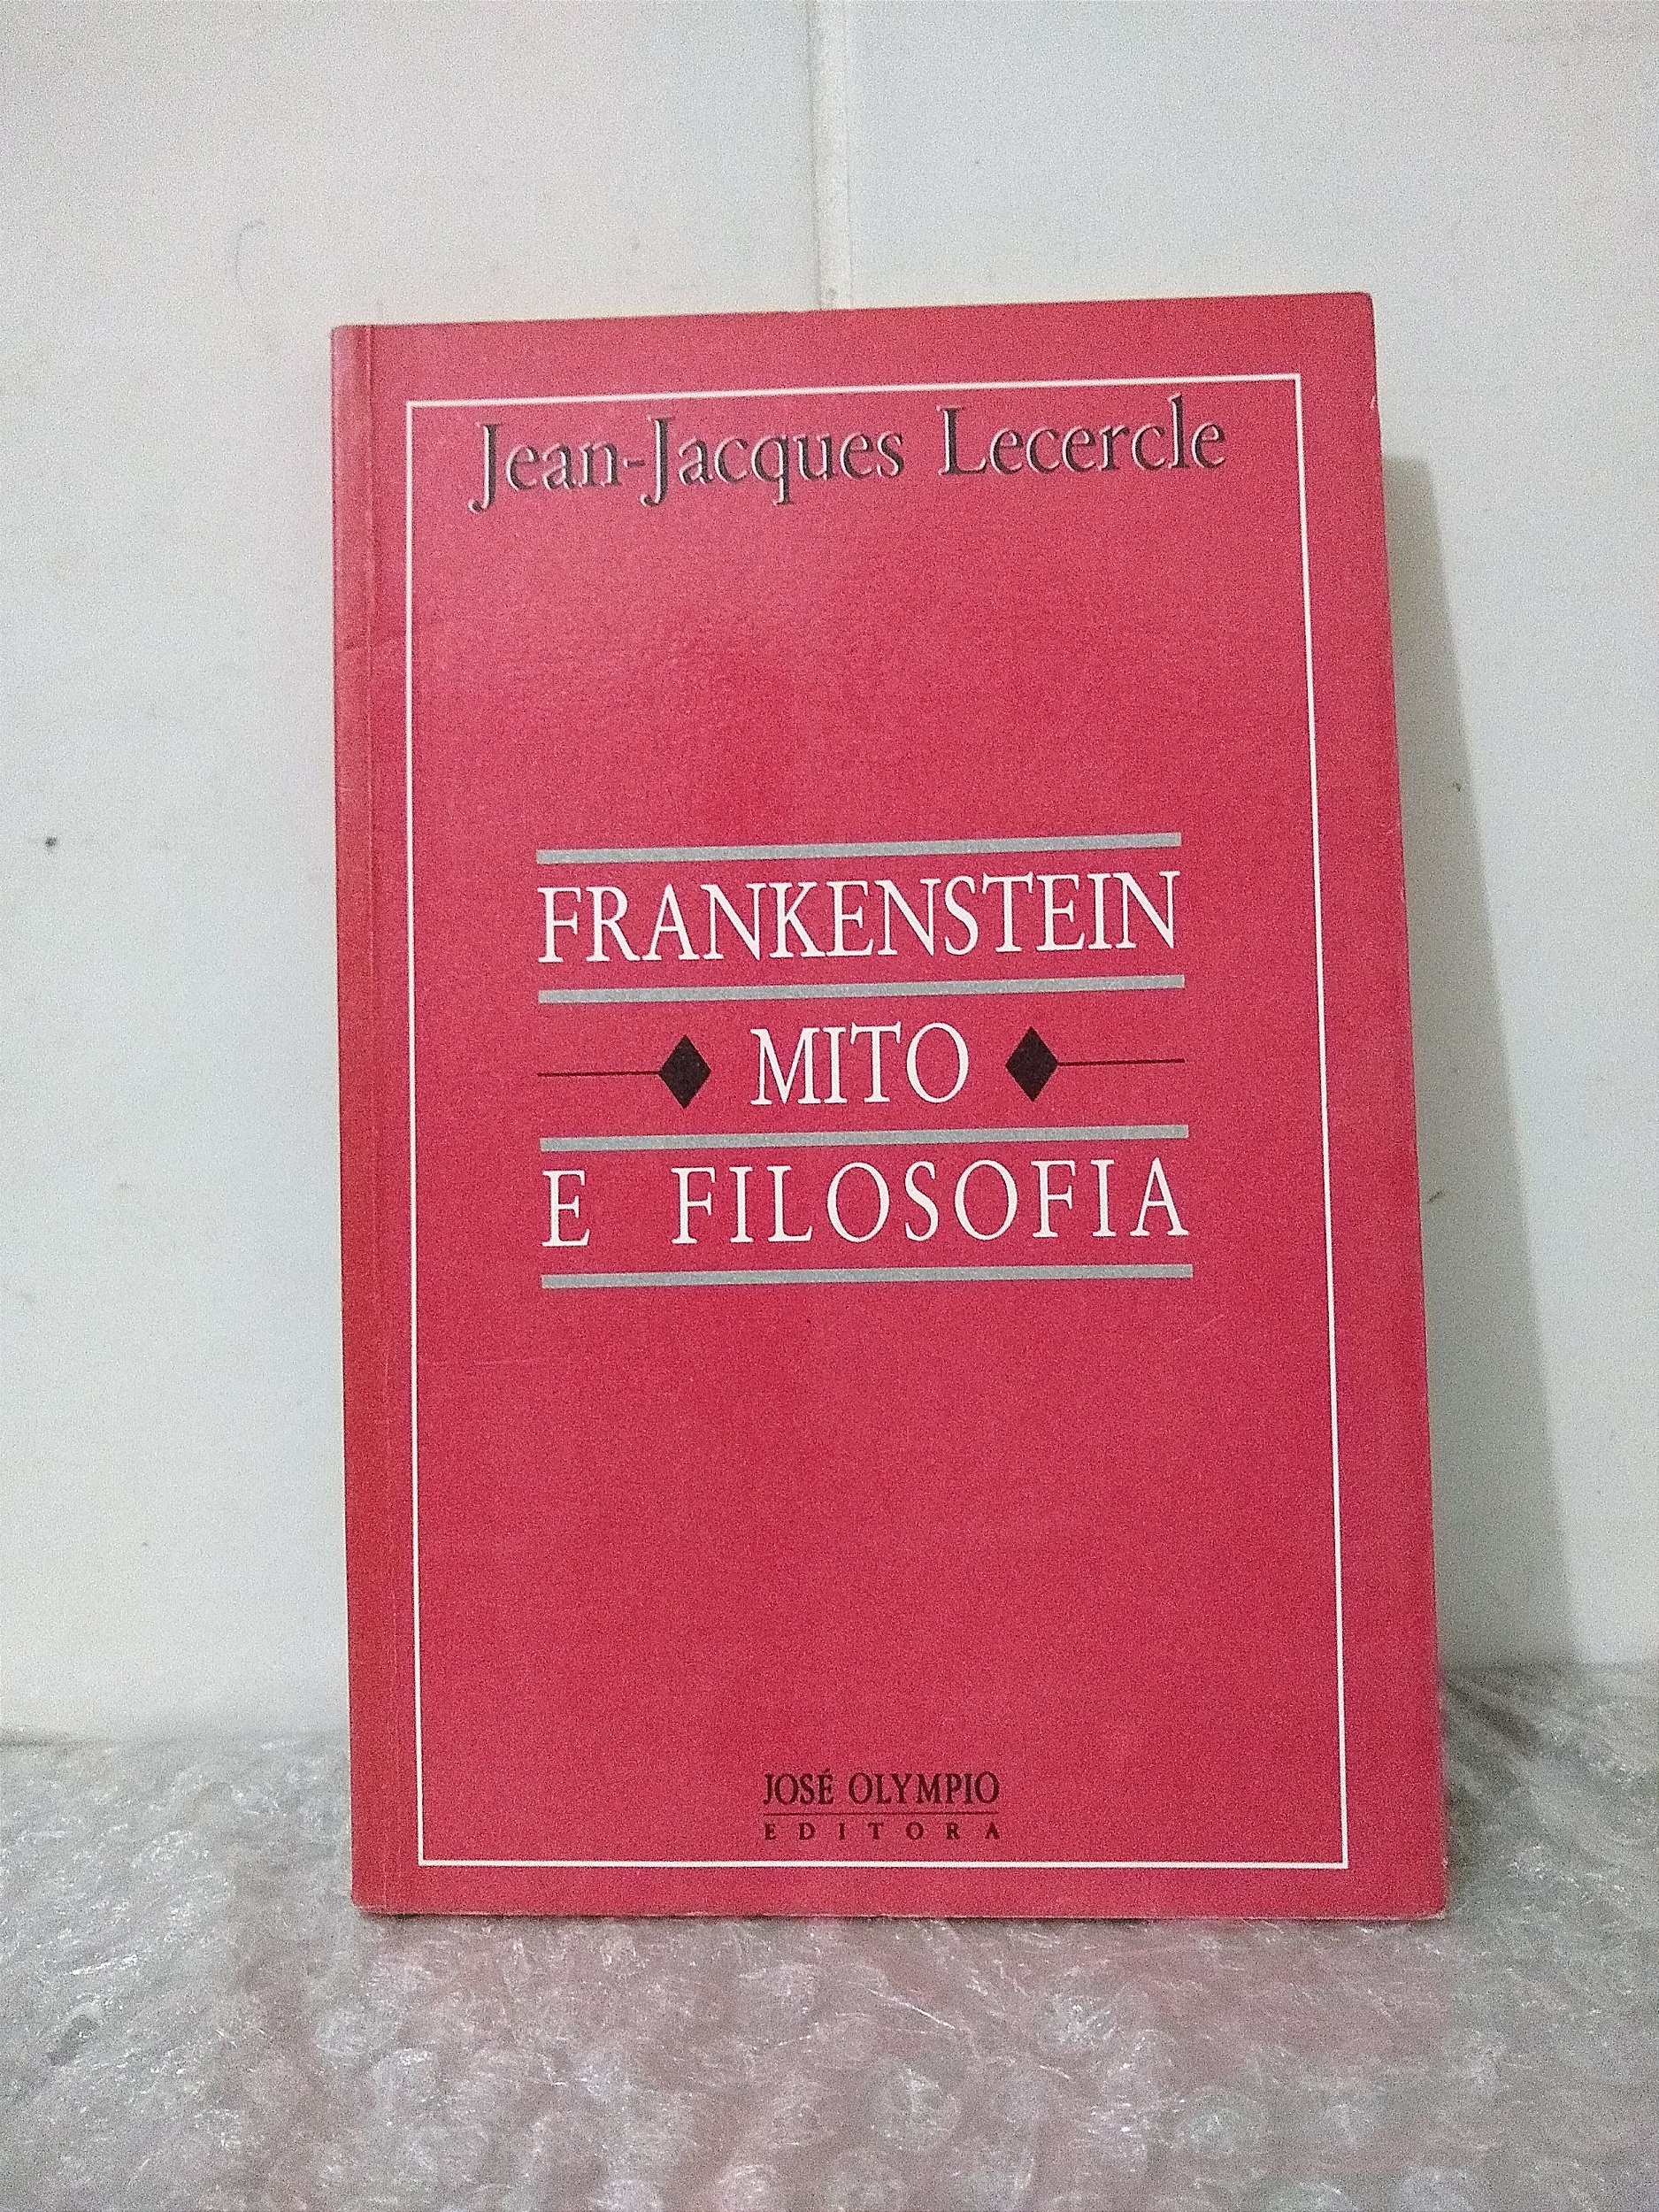 Jean-Jacques Lecercle
FRANKENSTEIN
MITO
E FILOSOFIA
JOSÉ OLYMPIO
EDITORA